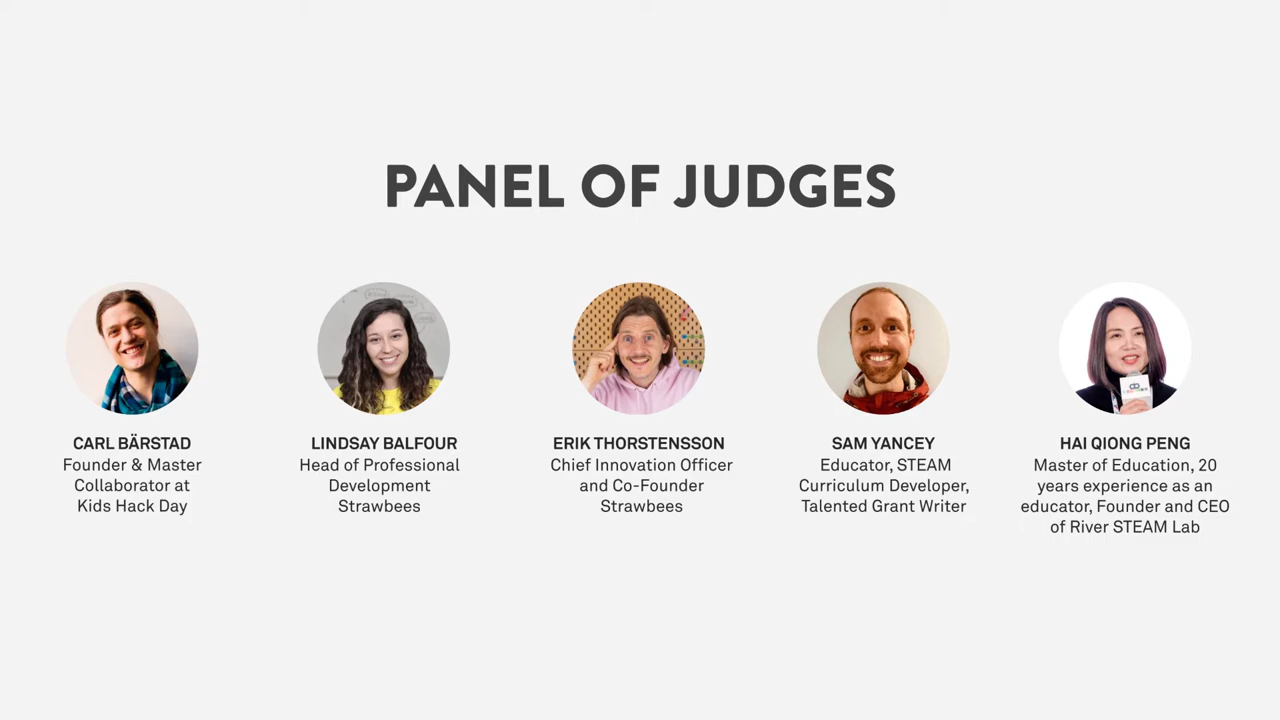 PANEL OF JUDGES
CARL BÄRSTAD
Founder & Master
Collaborator at
Kids Hack Day
LINDSAY BALFOUR
Head of Professional
Development
Strawbees
ERIK THORSTENSSON
Chief Innovation Officer
and Co-Founder
Strawbees
SAM YANCEY
Educator, STEAM
Curriculum Developer,
Talented Grant Writer
HAI QIONG PENG
Master of Education, 20
years experience as an
educator, Founder and CEO
of River STEAM Lab